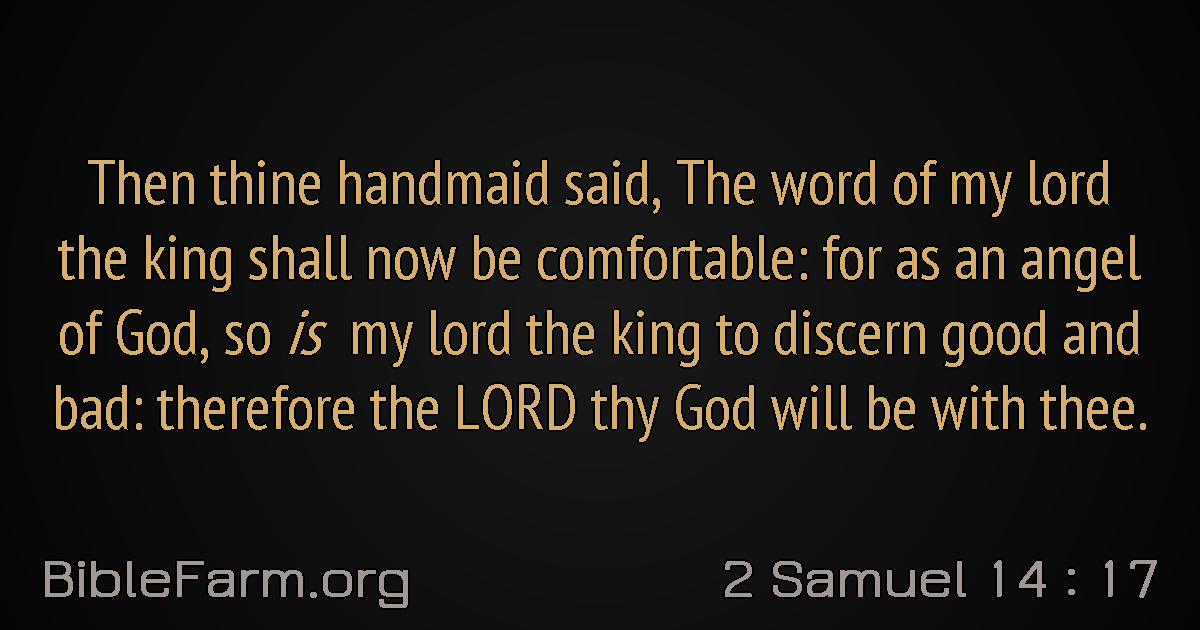 Then thine handmaid said, The word of my lord
the king shall now be comfortable: for as an angel
of God, so is my lord the king to discern good and
bad: therefore the LORD thy God will be with thee.
BibleFarm.org
2 Samuel 14 : 17